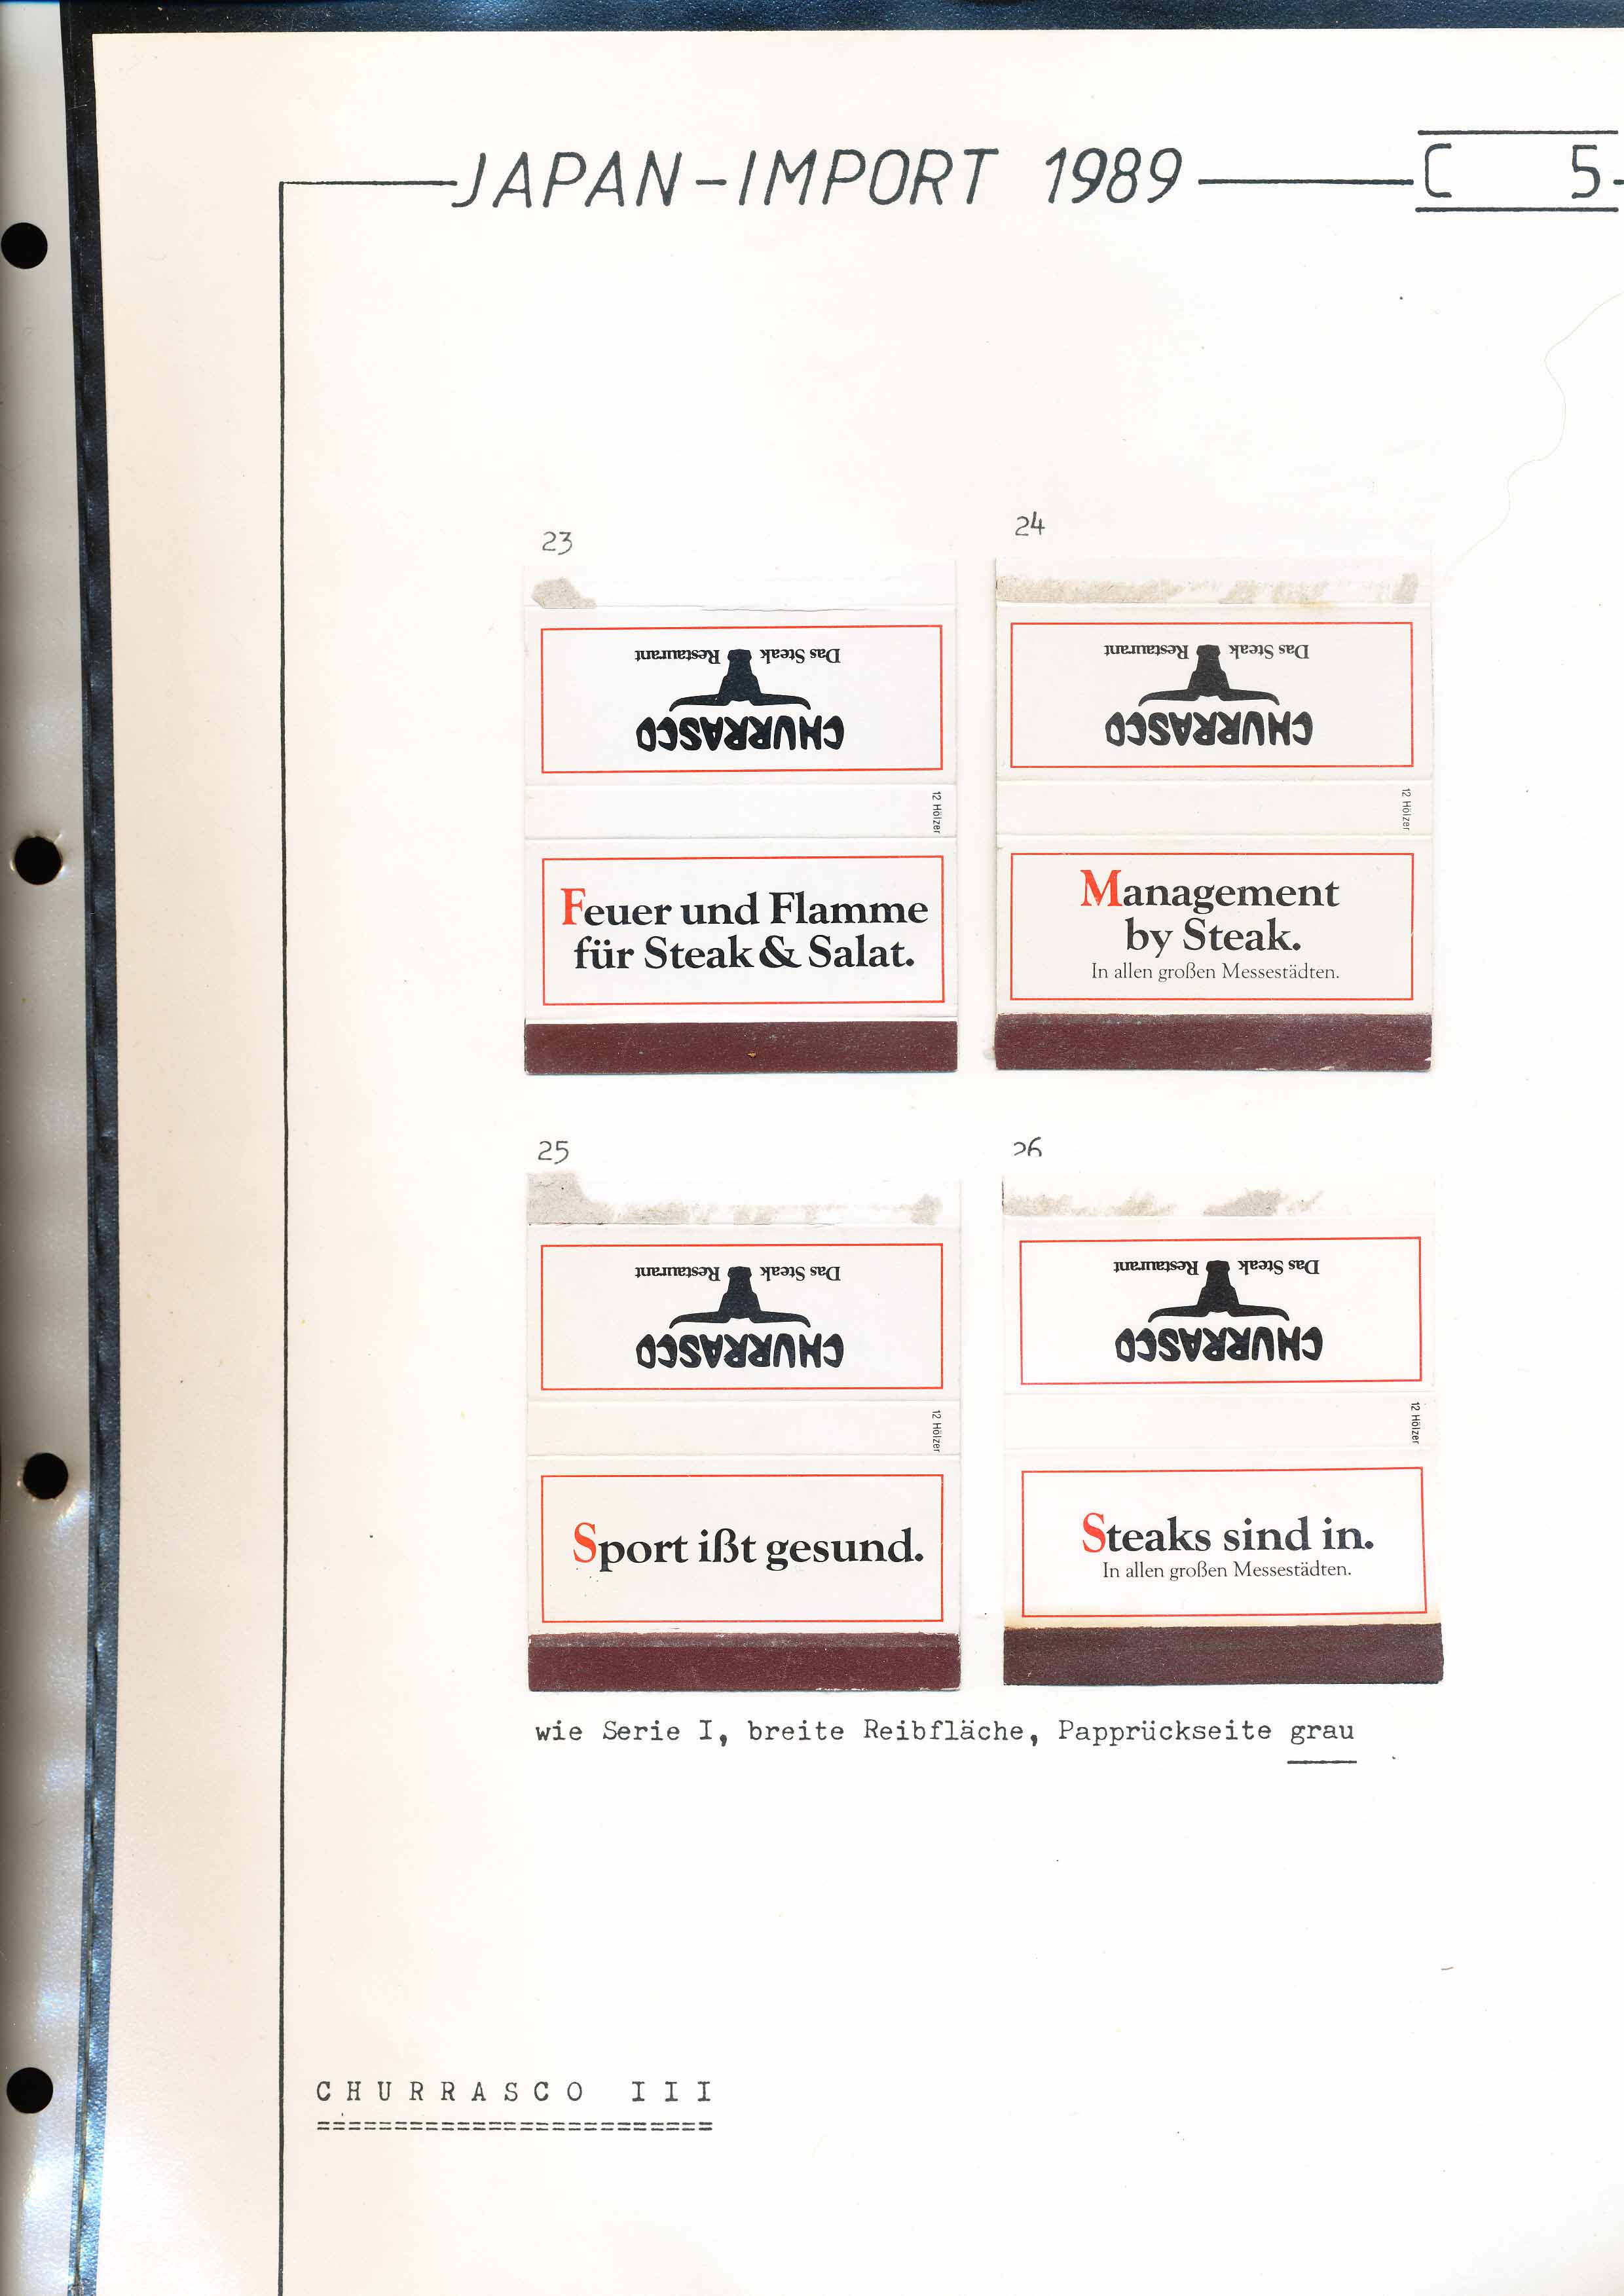 JAPAN-IMPORT 1989
C 5
23
Das Steak Restaurant
CHURRASCO
12 Hölzer
Feuer und Flamme
für Steak & Salat.
24
Das Steak Restaurant
CHURRASCO
12 Hölzer
Management
by Steak.
In allen großen Messestädten.
25
Das Steak Restaurant
CHURRASCO
12 Hölzer
Sport ißt gesund.
26
Das Steak Restaurant
CHURRASCO
12 Hölzer
Steaks sind in.
In allen großen Messestädten.
wie Serie I, breite Reibfläche, Papprückseite grau
CHURRASCO III